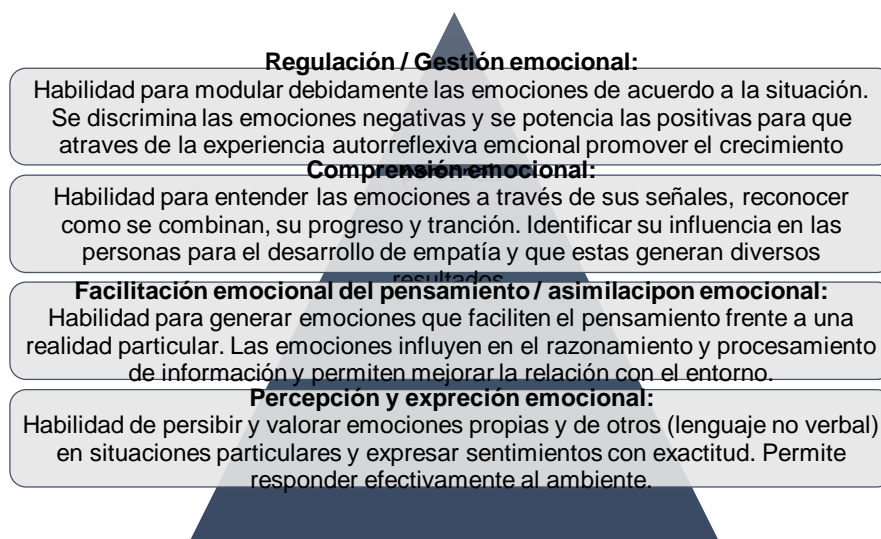 Regulación / Gestión emocional:
Habilidad para modular debidamente las emociones de acuerdo a la situación.
Se discrimina las emociones negativas y se potencia las positivas para que
atraves de la experiencia autorreflexiva emcional promover el crecimiento
Comprensión emocional:
Habilidad para entender las emociones a través de sus señales, reconocer
como se combinan, su progreso y tranción. Identificar su influencia en las
personas para el desarrollo de empatía y que estas generan diversos
resultados.
Facilitación emocional del pensamiento / asimilacipon emocional:
Habilidad para generar emociones que faciliten el pensamiento frente a una
realidad particular. Las emociones influyen en el razonamiento y procesamiento
de información y permiten mejorar la relación con el entorno.
Percepción y expreción emocional:
Habilidad de persibir y valorar emociones propias y de otros (lenguaje no verbal)
en situaciones particulares y expresar sentimientos con exactitud. Permite
responder efectivamente al ambiente.